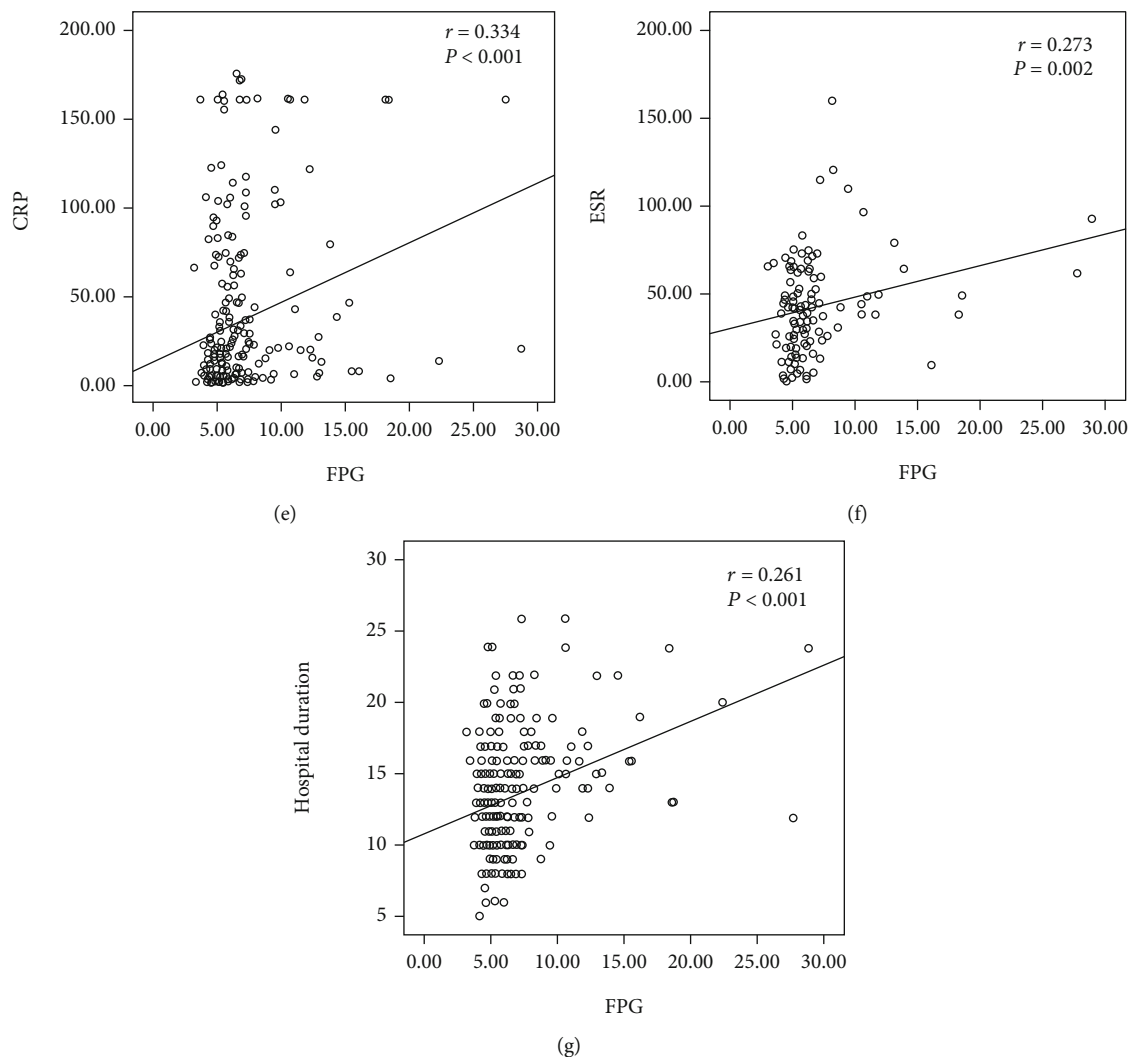 200.00
150.00
100.00
50.00
0.00
CRP
r = 0.334
P < 0.001
0.00 5.00 10.00 15.00 20.00 25.00 30.00
FPG
(e)
200.00
150.00
100.00
50.00
0.00
ESR
r = 0.273
P = 0.002
0.00 5.00 10.00 15.00 20.00 25.00 30.00
FPG
(f)
30
25
20
15
10
5
Hospital duration
r = 0.261
P < 0.001
0.00 5.00 10.00 15.00 20.00 25.00 30.00
FPG
(g)